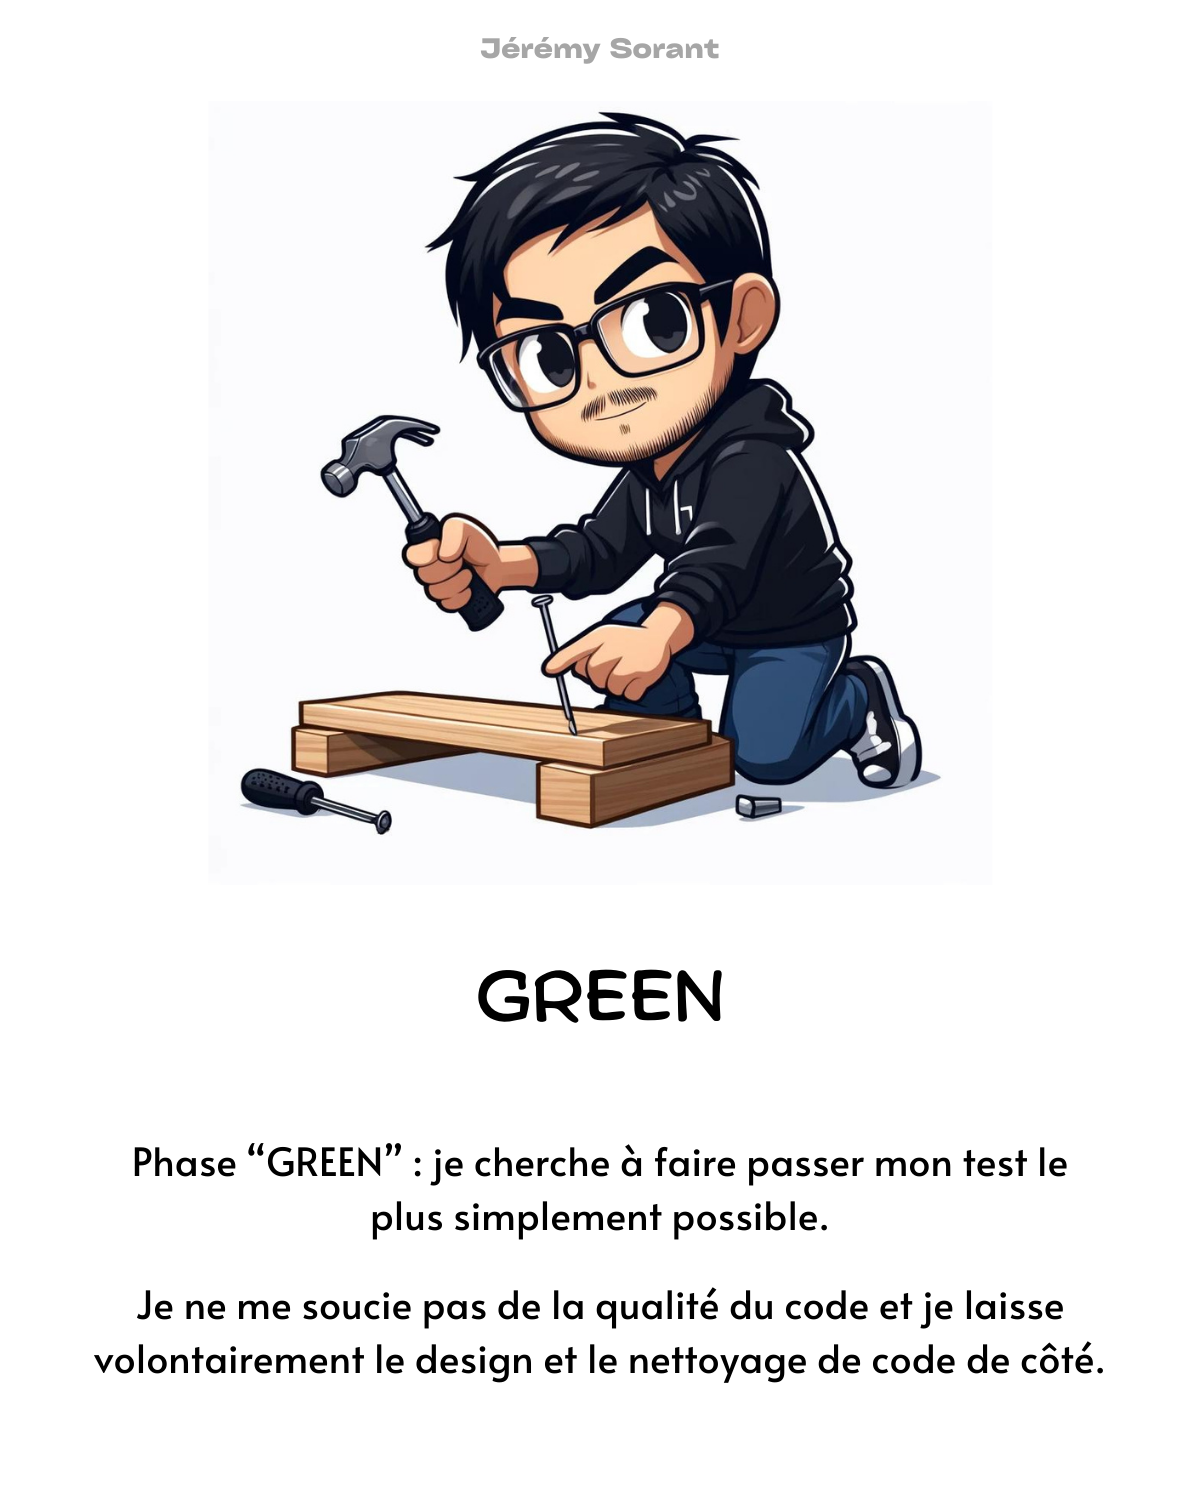 Jérémy Sorant
GREEN
Phase “GREEN” : je cherche à faire passer mon test le
plus simplement possible.
Je ne me soucie pas de la qualité du code et je laisse
volontairement le design et le nettoyage de code de côté.